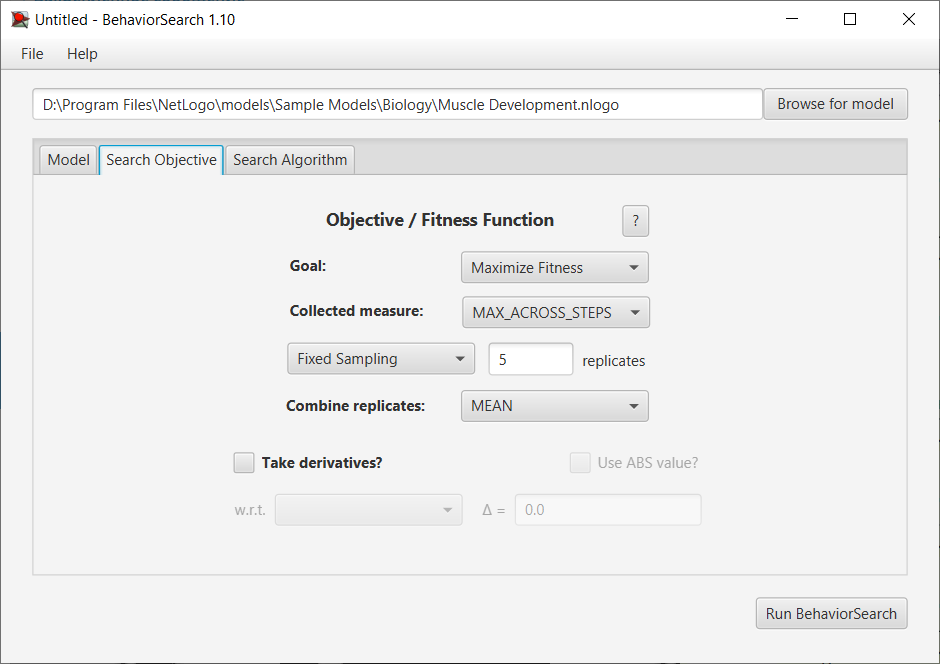 Untitled - BehaviorSearch 1.10
File Help
D:\Program Files\NetLogo\models\Sample Models\Biology\Muscle Development.nlogo Browse for model
Model Search Objective Search Algorithm
Objective / Fitness Function ?
Goal: Maximize Fitness
Collected measure: MAX_ACROSS_STEPS
Fixed Sampling 5 replicates
Combine replicates: MEAN
Take derivatives? Use ABS value?
w.r.t. Δ = 0.0
Run BehaviorSearch